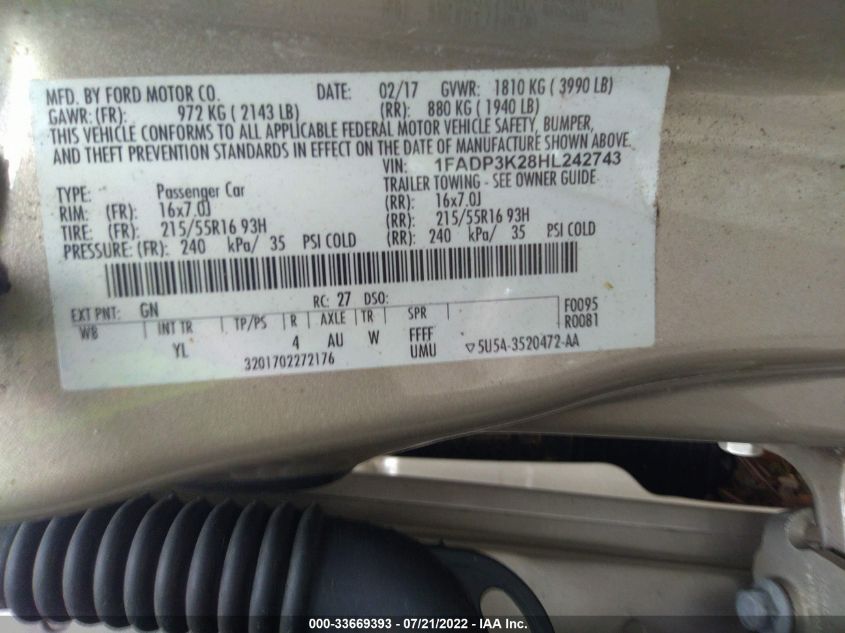 MFD. BY FORD MOTOR CO. DATE: 02/17 GVWR: 1810 KG ( 3990 LB)
GAWR: (FR): 972 KG ( 2143 LB) (RR): 880 KG ( 1940 LB)
THIS VEHICLE CONFORMS TO ALL APPLICABLE FEDERAL MOTOR VEHICLE SAFETY, BUMPER,
AND THEFT PREVENTION STANDARDS IN EFFECT ON THE DATE OF MANUFACTURE SHOWN ABOVE.
VIN: 1FADP3K28HL242743
TYPE: Passenger Car TRAILER TOWING - SEE OWNER GUIDE
RIM: (FR): 16x7.0J (RR): 16x7.0J
TIRE: (FR): 215/55R16 93H (RR): 215/55R16 93H
PRESSURE: (FR): 240 kPa/ 35 PSI COLD (RR): 240 kPa/ 35 PSI COLD
EXT PNT: GN RC: 27 DSO: F0095
WB INT TR TP/PS R AXLE TR SPR R0081
YL 4 AU W FFFF
UMU
3201702272176 ▽5U5A-3520472-AA
000-33669393 / 07/21/2022 / IAA Inc.